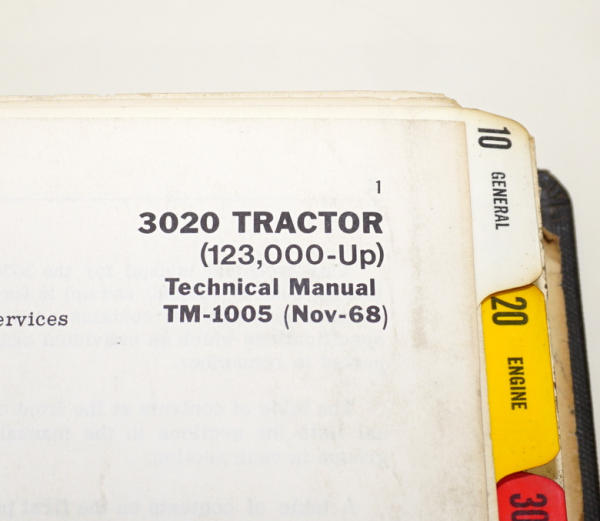 1
3020 TRACTOR
(123,000-Up)
Technical Manual
TM-1005 (Nov-68)
ervices
10
GENERAL
20
ENGINE
30